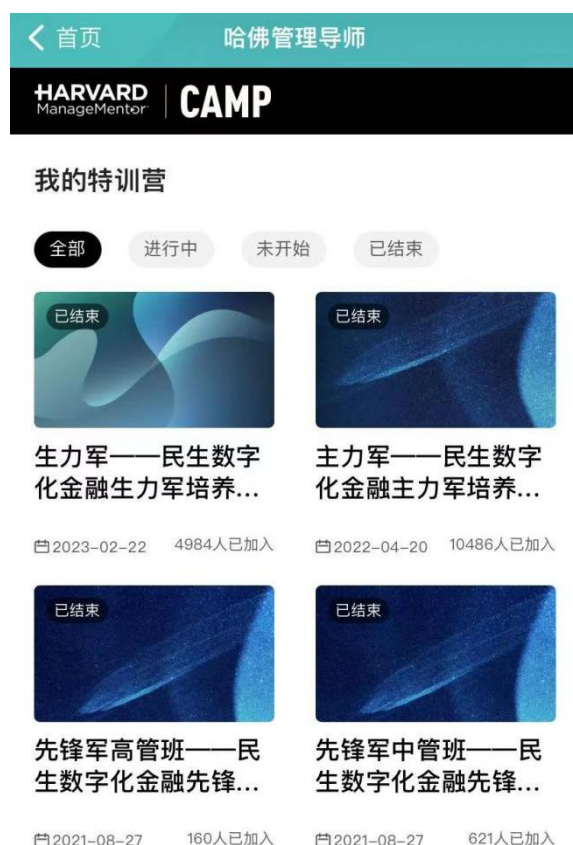 首页
哈佛管理导师
HARVARD
ManageMentor
CAMP
我的特训营
全部 进行中 未开始 已结束
已结束
生力军——民生数字
化金融生力军培养...
2023-02-22 4984人已加入
已结束
主力军——民生数字
化金融主力军培养...
2022-04-20 10486人已加入
已结束
先锋军高管班——民
生数字化金融先锋...
2021-08-27 160人已加入
已结束
先锋军中管班——民
生数字化金融先锋...
2021-08-27 621人已加入